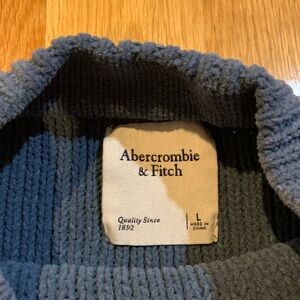 Abercrombie
& Fitch
Quality Since
1892
L
MADE IN
CHINA